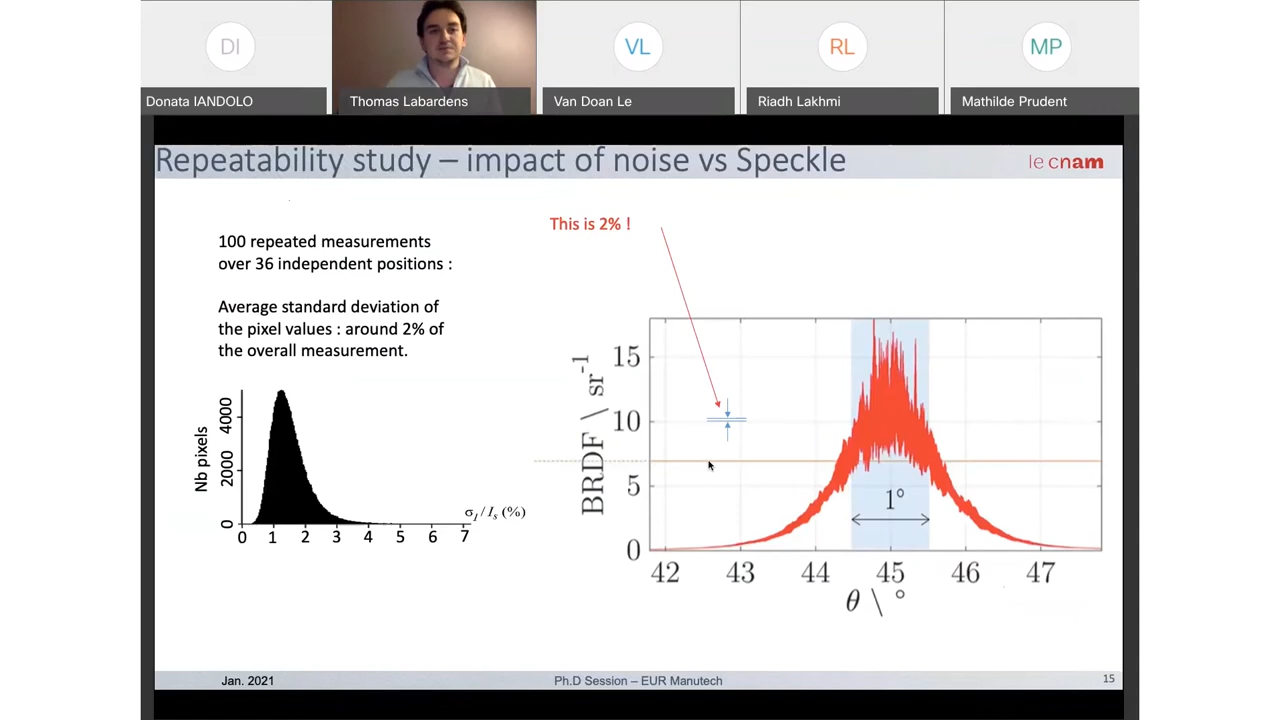 DI
VL
RL
MP
Donata IANDOLO
Thomas Labardens
Van Doan Le
Riadh Lakhmi
Mathilde Prudent
Repeatability study – impact of noise vs Speckle
le cnam
This is 2% !
100 repeated measurements
over 36 independent positions :
Average standard deviation of
the pixel values : around 2% of
the overall measurement.
Nb pixels
4000
2000
0
0 1 2 3 4 5 6 7
σI / Is (%)
BRDF \ sr-1
15
10
5
0
1°
42 43 44 45 46 47
θ \ °
Jan. 2021
Ph.D Session – EUR Manutech
15